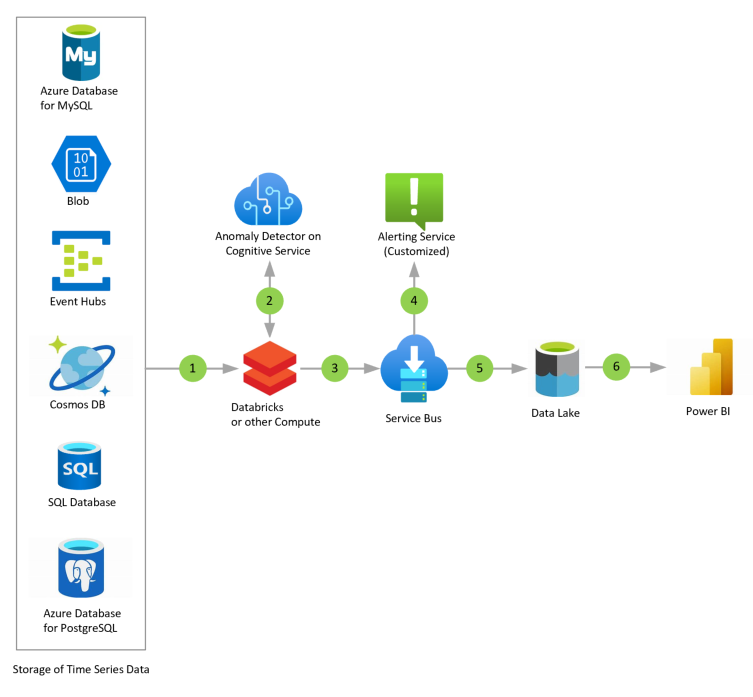 My
Azure Database
for MySQL
10
01
Blob
Event Hubs
Cosmos DB
SQL
SQL Database
Azure Database
for PostgreSQL
Storage of Time Series Data
1
Anomaly Detector on
Cognitive Service
2
Databricks
or other Compute
3
Alerting Service
(Customized)
4
Service Bus
5
Data Lake
6
Power BI